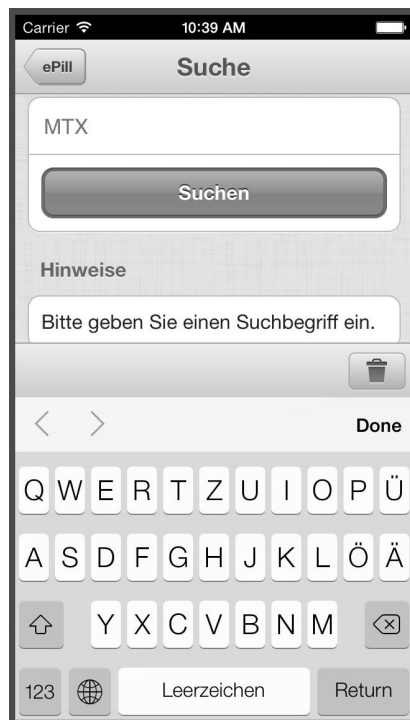 Carrier 10:39 AM
ePill Suche
MTX
Suchen
Hinweise
Bitte geben Sie einen Suchbegriff ein.
Done
Q W E R T Z U I O P Ü
A S D F G H J K L Ö Ä
Y X C V B N M
123 Leerzeichen Return